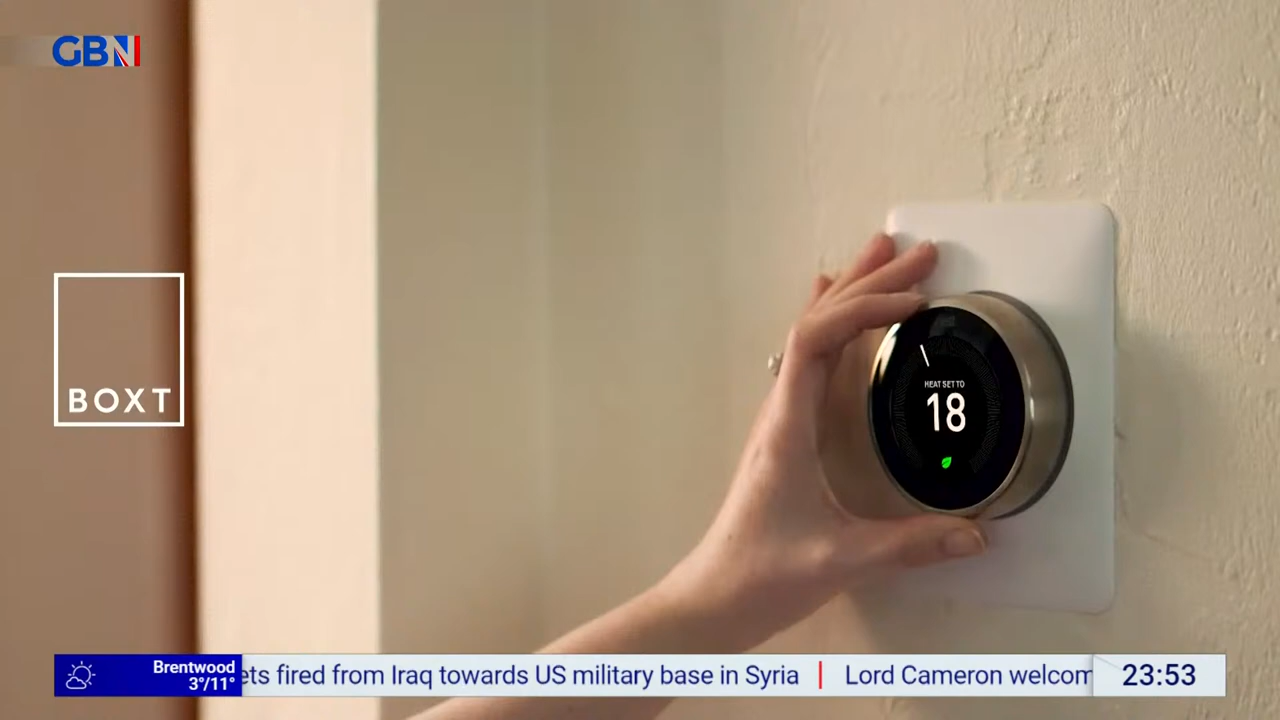 GBN
BOXT
HEAT SET TO
18
Brentwood
3°/11°
ets fired from Iraq towards US military base in Syria | Lord Cameron welcom
23:53